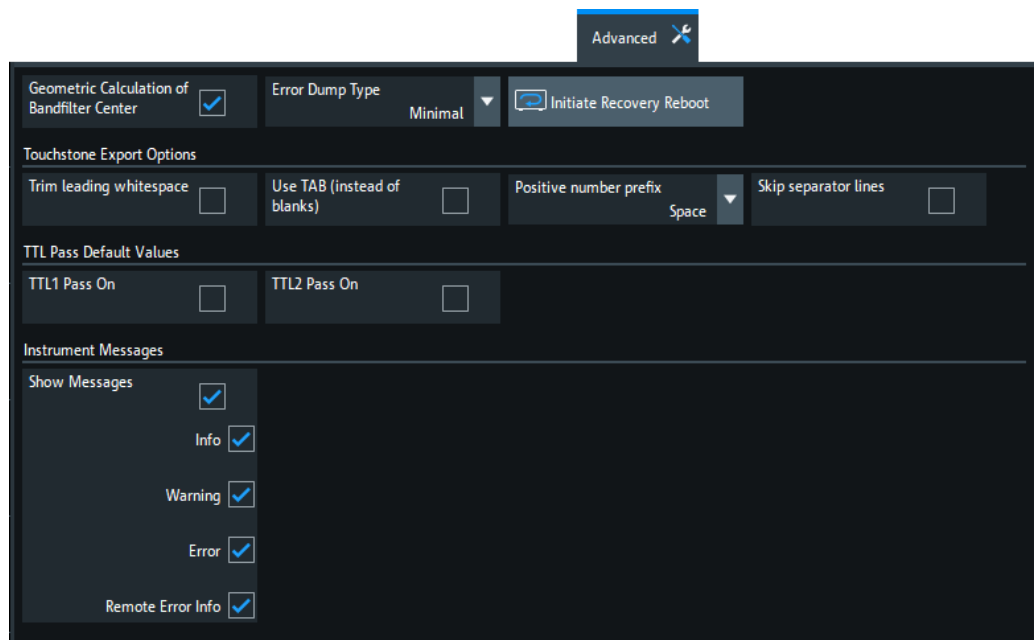 Advanced
Geometric Calculation of
Bandfilter Center
Error Dump Type
Minimal
Initiate Recovery Reboot
Touchstone Export Options
Trim leading whitespace
Use TAB (instead of
blanks)
Positive number prefix
Space
Skip separator lines
TTL Pass Default Values
TTL1 Pass On
TTL2 Pass On
Instrument Messages
Show Messages
Info
Warning
Error
Remote Error Info